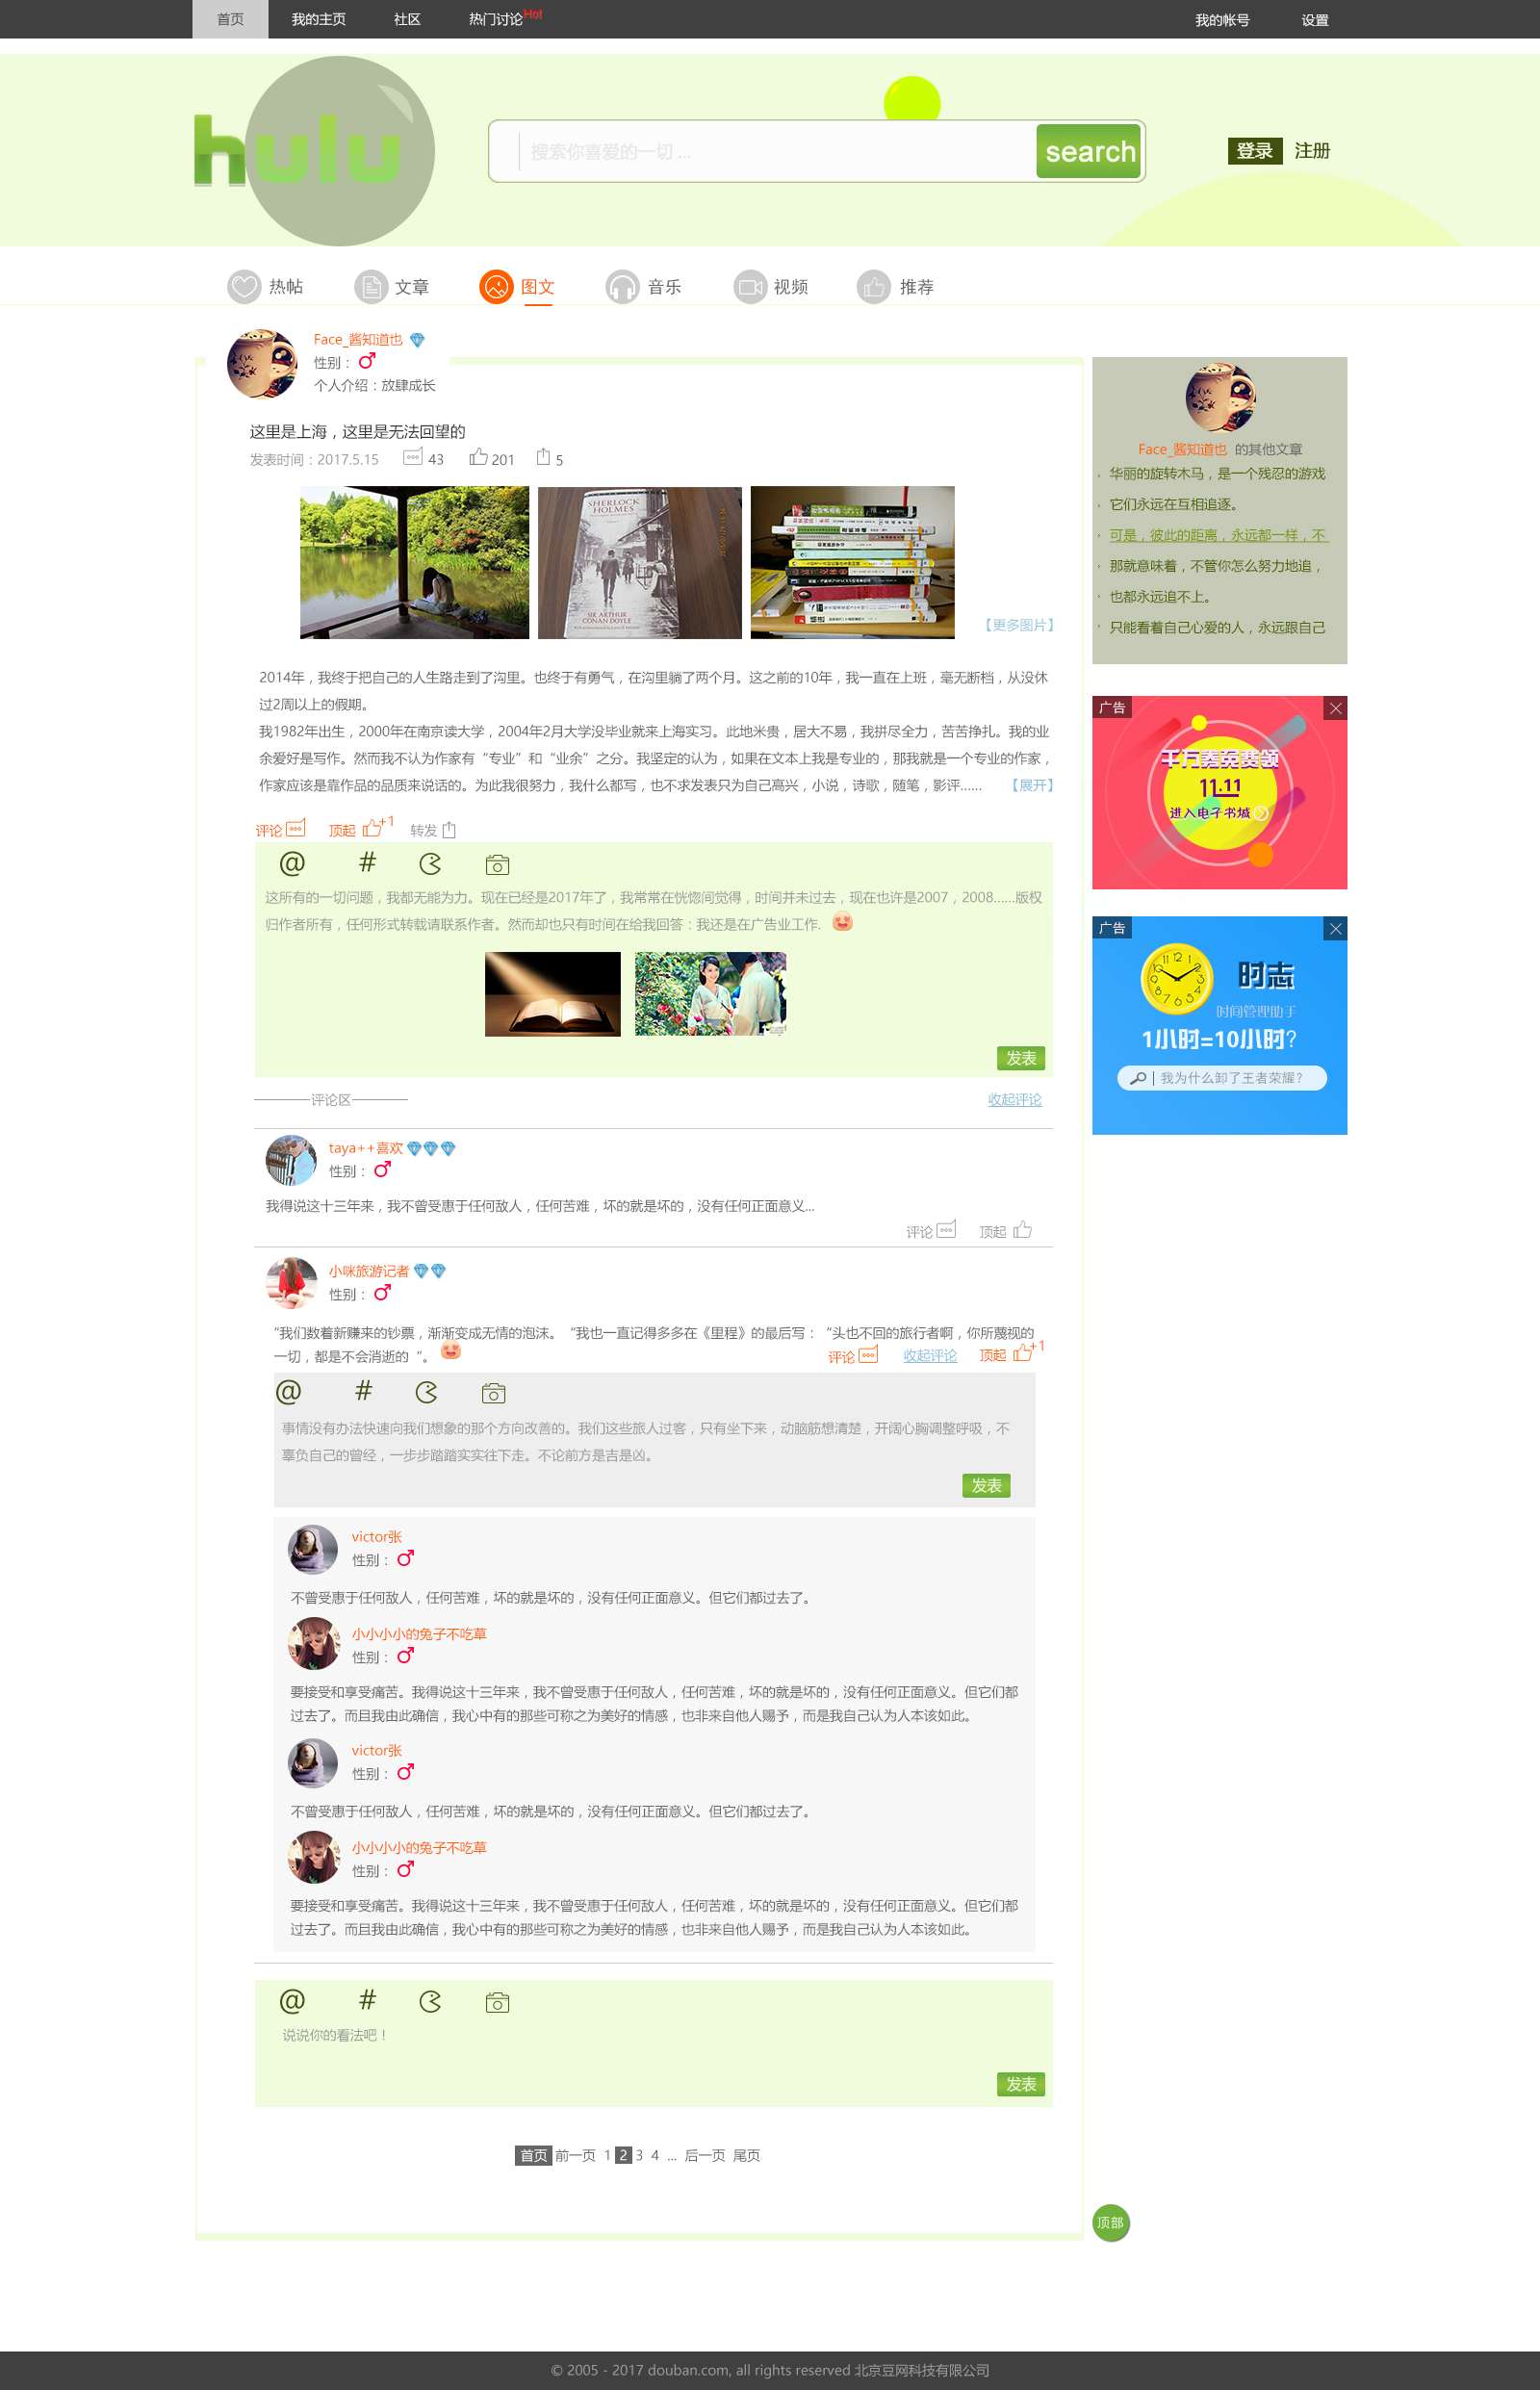 首页 我的主页 社区 热门讨论 Hot 我的帐号 设置
hulu
搜索你喜爱的一切 ...
search
登录 注册
热帖 文章 图文 音乐 视频 推荐
Face_酱知道也
性别：
个人介绍：放肆成长
这里是上海，这里是无法回望的
发表时间：2017.5.15 43 201 5
SHERLOCK
HOLMES
SIR ARTHUR
CONAN DOYLE
【更多图片】
2014年，我终于把自己的人生路走到了沟里。也终于有勇气，在沟里躺了两个月。这之前的10年，我一直在上班，毫无断档，从没休
过2周以上的假期。
我1982年出生，2000年在南京读大学，2004年2月大学没毕业就来上海实习。此地米贵，居大不易，我拼尽全力，苦苦挣扎。我的业
余爱好是写作。然而我不认为作家有“专业”和“业余”之分。我坚定的认为，如果在文本上我是专业的，那我就是一个专业的作家，
作家应该是靠作品的品质来说话的。为此我很努力，我什么都写，也不求发表只为自己高兴，小说，诗歌，随笔，影评...... 【展开】
评论 顶起 +1 转发
@ #
这所有的一切问题，我都无能为力。现在已经是2017年了，我常常在恍惚间觉得，时间并未过去，现在也许是2007，2008......版权
归作者所有，任何形式转载请联系作者。然而却也只有时间在给我回答：我还是在广告业工作.
发表
评论区 收起评论
taya++喜欢
性别：
我得说这十三年来，我不曾受惠于任何敌人，任何苦难，坏的就是坏的，没有任何正面意义...
评论 顶起
小咪旅游记者
性别：
“我们数着新赚来的钞票，渐渐变成无情的泡沫。“我也一直记得多多在《里程》的最后写：“头也不回的旅行者啊，你所蔑视的
一切，都是不会消逝的“。
评论 收起评论 顶起 +1
@ #
事情没有办法快速向我们想象的那个方向改善的。我们这些旅人过客，只有坐下来，动脑筋想清楚，开阔心胸调整呼吸，不
辜负自己的曾经，一步步踏踏实实往下走。不论前方是吉是凶。
发表
victor张
性别：
不曾受惠于任何敌人，任何苦难，坏的就是坏的，没有任何正面意义。但它们都过去了。
小小小小的兔子不吃草
性别：
要接受和享受痛苦。我得说这十三年来，我不曾受惠于任何敌人，任何苦难，坏的就是坏的，没有任何正面意义。但它们都
过去了。而且我由此确信，我心中有的那些可称之为美好的情感，也非来自他人赐予，而是我自己认为人本该如此。
victor张
性别：
不曾受惠于任何敌人，任何苦难，坏的就是坏的，没有任何正面意义。但它们都过去了。
小小小小的兔子不吃草
性别：
要接受和享受痛苦。我得说这十三年来，我不曾受惠于任何敌人，任何苦难，坏的就是坏的，没有任何正面意义。但它们都
过去了。而且我由此确信，我心中有的那些可称之为美好的情感，也非来自他人赐予，而是我自己认为人本该如此。
@ #
说说你的看法吧！
发表
首页 前一页 1 2 3 4 ... 后一页 尾页
Face_酱知道也 的其他文章
华丽的旋转木马，是一个残忍的游戏
它们永远在互相追逐。
可是，彼此的距离，永远都一样，不
那就意味着，不管你怎么努力地追，
也都永远追不上。
只能看着自己心爱的人，永远跟自己
广告
千万券免费领
11.11
进入电子书城
广告
时志
时间管理助手
1小时=10小时?
我为什么卸了王者荣耀？
顶部
© 2005 - 2017 douban.com, all rights reserved 北京豆网科技有限公司